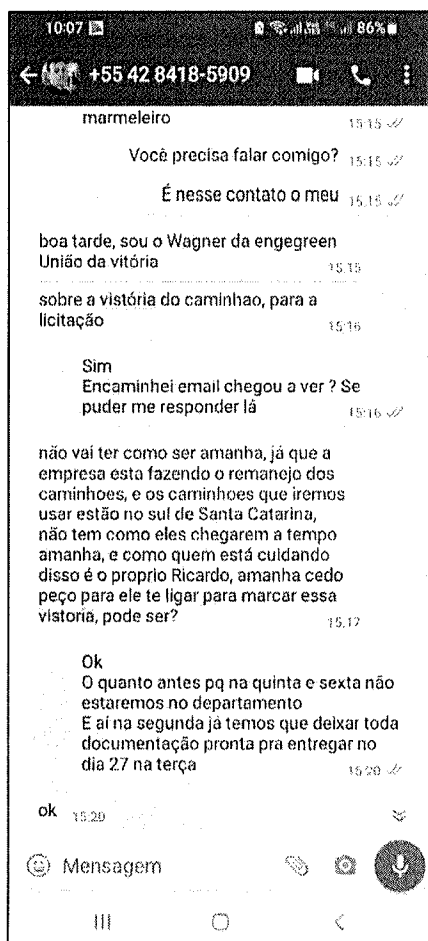 10:07 86%
+55 42 8418-5909
marmeleiro 15:15
Você precisa falar comigo? 15:15
É nesse contato o meu 15:15
boa tarde, sou o Wagner da engegreen
União da vitória 15:15
sobre a vistória do caminhao, para a
licitação 15:16
Sim
Encaminhei email chegou a ver ? Se
puder me responder lá 15:16
não vai ter como ser amanha, já que a
empresa esta fazendo o remanejo dos
caminhoes, e os caminhoes que iremos
usar estão no sul de Santa Catarina,
não tem como eles chegarem a tempo
amanha, e como quem está cuidando
disso é o proprio Ricardo, amanha cedo
peço para ele te ligar para marcar essa
vistoria, pode ser? 15:17
Ok
O quanto antes pq na quinta e sexta não
estaremos no departamento
E aí na segunda já temos que deixar toda
documentação pronta pra entregar no
dia 27 na terça 15:20
ok 15:20
Mensagem